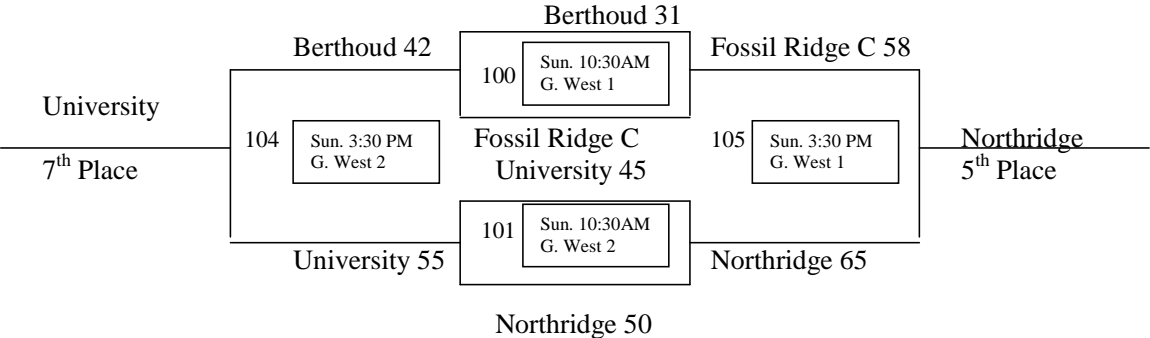 Berthoud 31
Berthoud 42
Fossil Ridge C 58
100
Sun. 10:30AM
G. West 1
University
7th Place
104
Sun. 3:30 PM
G. West 2
Fossil Ridge C
University 45
105
Sun. 3:30 PM
G. West 1
Northridge
5th Place
101
Sun. 10:30AM
G. West 2
University 55
Northridge 65
Northridge 50